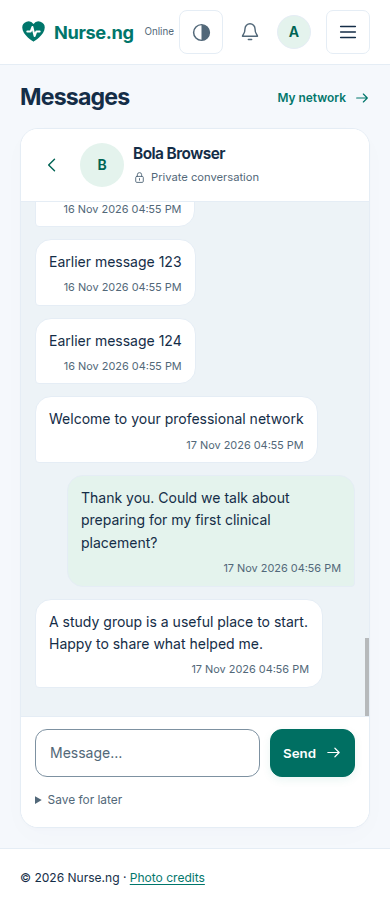 Nurse.ng
Online
A
Messages
My network
B
Bola Browser
Private conversation
16 Nov 2026 04:55 PM
Earlier message 123
16 Nov 2026 04:55 PM
Earlier message 124
16 Nov 2026 04:55 PM
Welcome to your professional network
17 Nov 2026 04:55 PM
Thank you. Could we talk about
preparing for my first clinical
placement?
17 Nov 2026 04:56 PM
A study group is a useful place to start.
Happy to share what helped me.
17 Nov 2026 04:56 PM
Message...
Send
Save for later
© 2026 Nurse.ng · Photo credits